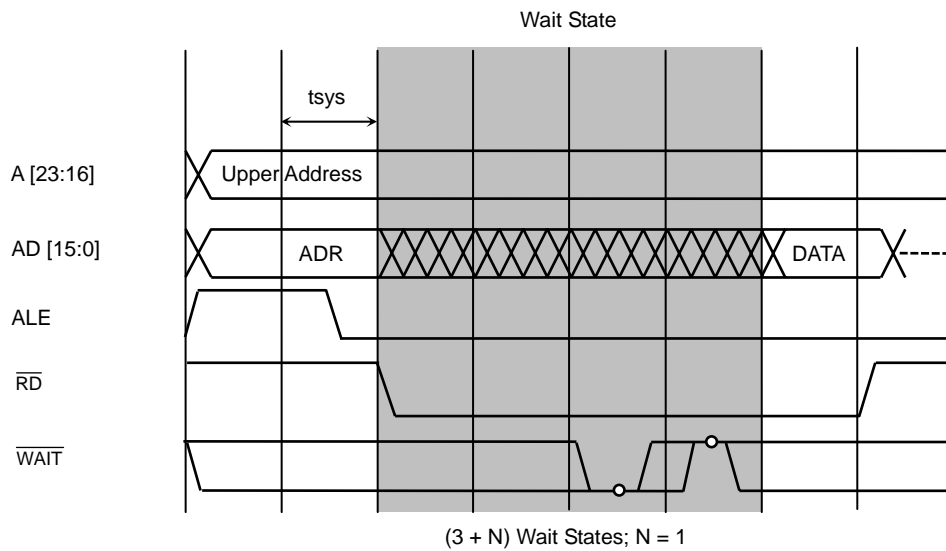 Wait State
tsys
A [23:16]
Upper Address
AD [15:0]
ADR
DATA
ALE
RD
WAIT
(3 + N) Wait States; N = 1